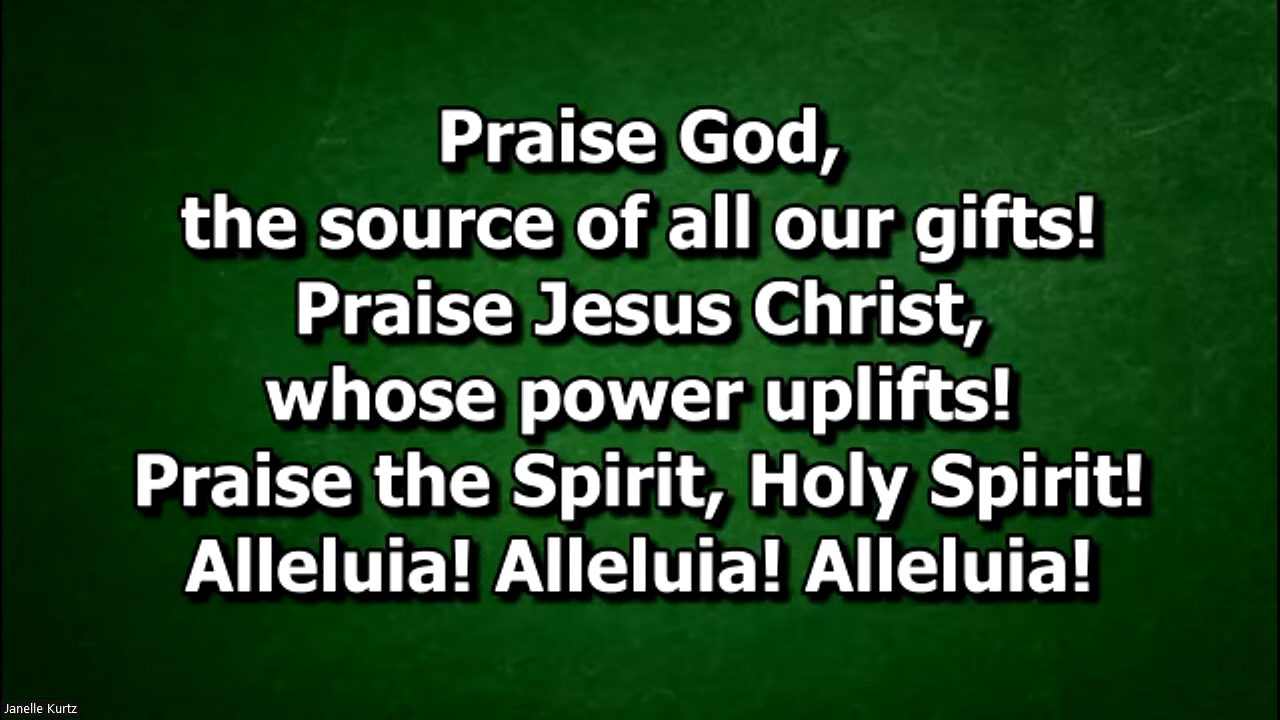 Praise God,
the source of all our gifts!
Praise Jesus Christ,
whose power uplifts!
Praise the Spirit, Holy Spirit!
Alleluia! Alleluia! Alleluia!
Janelle Kurtz